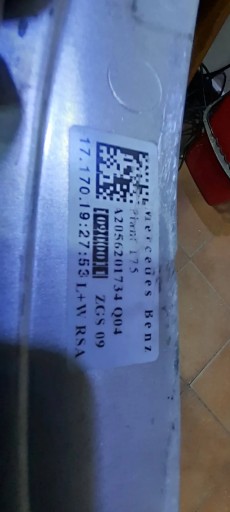 Mercedes Benz
Plant 175
A2056201734 Q04
ZGS 09
17.170.19:27:53 L+W RSA